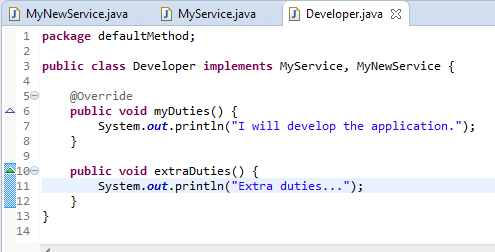 MyNewService.java MyService.java Developer.java
1 package defaultMethod;
2
3 public class Developer implements MyService, MyNewService {
4
5 @Override
6 public void myDuties() {
7 System.out.println("I will develop the application.");
8 }
9
10 public void extraDuties() {
11 System.out.println("Extra duties...");
12 }
13 }
14